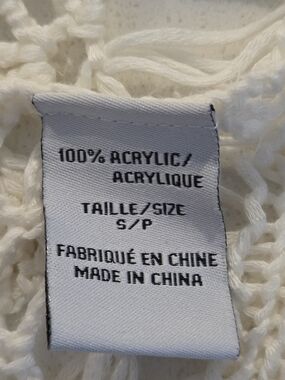 100% ACRYLIC/
ACRYLIQUE
TAILLE/SIZE
S/P
FABRIQUÉ EN CHINE
MADE IN CHINA